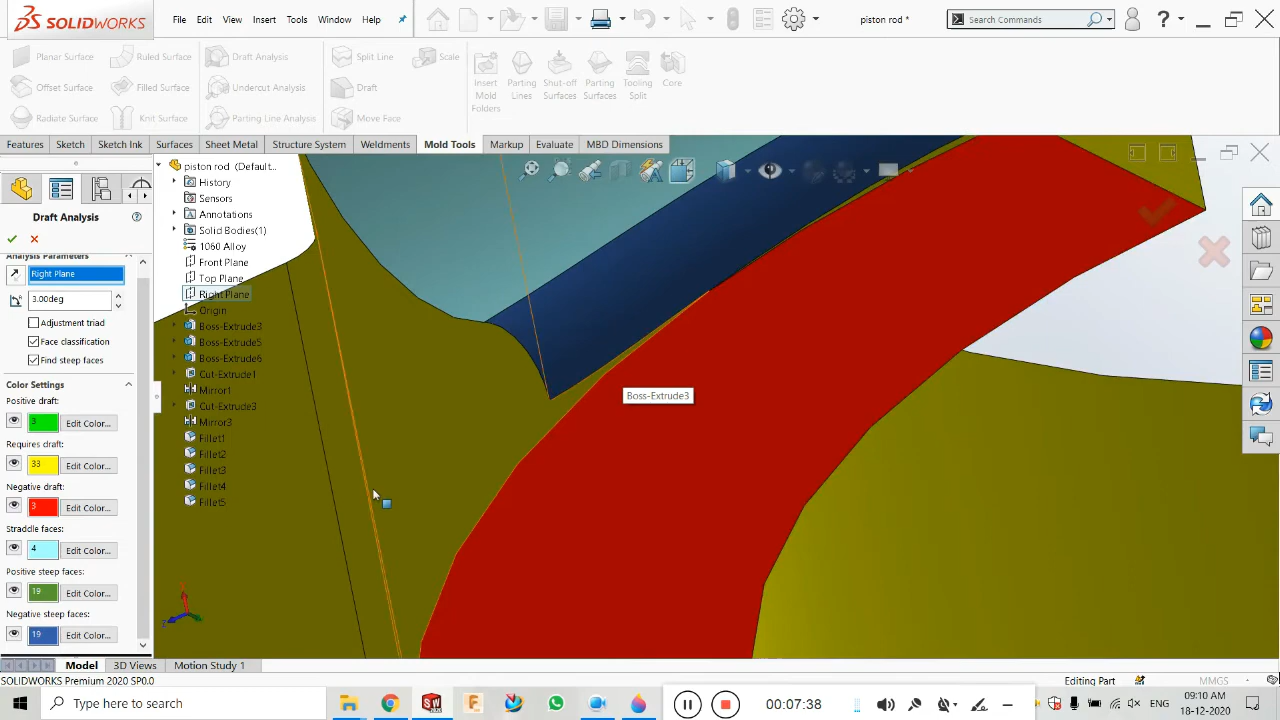 SOLIDWORKS
File Edit View Insert Tools Window Help
piston rod *
Search Commands
Planar Surface
Ruled Surface
Draft Analysis
Split Line
Scale
Offset Surface
Filled Surface
Undercut Analysis
Draft
Radiate Surface
Knit Surface
Parting Line Analysis
Move Face
Insert Mold Folders
Parting Lines
Shut-off Surfaces
Parting Surfaces
Tooling Split
Core
Features Sketch Sketch Ink Surfaces Sheet Metal Structure System Weldments Mold Tools Markup Evaluate MBD Dimensions
Draft Analysis
Analysis Parameters
Right Plane
3.00deg
Adjustment triad
Face classification
Find steep faces
Color Settings
Positive draft:
3 Edit Color...
Requires draft:
33 Edit Color...
Negative draft:
3 Edit Color...
Straddle faces:
4 Edit Color...
Positive steep faces:
19 Edit Color...
Negative steep faces:
19 Edit Color...
piston rod (Default...
History
Sensors
Annotations
Solid Bodies(1)
1060 Alloy
Front Plane
Top Plane
Right Plane
Origin
Boss-Extrude3
Boss-Extrude5
Boss-Extrude6
Cut-Extrude1
Mirror1
Cut-Extrude3
Mirror3
Fillet1
Fillet2
Fillet3
Fillet4
Fillet5
Boss-Extrude3
Model 3D Views Motion Study 1
SOLIDWORKS Premium 2020 SP0.0
Editing Part
MMGS
Type here to search
00:07:38
ENG
09:10 AM
18-12-2020